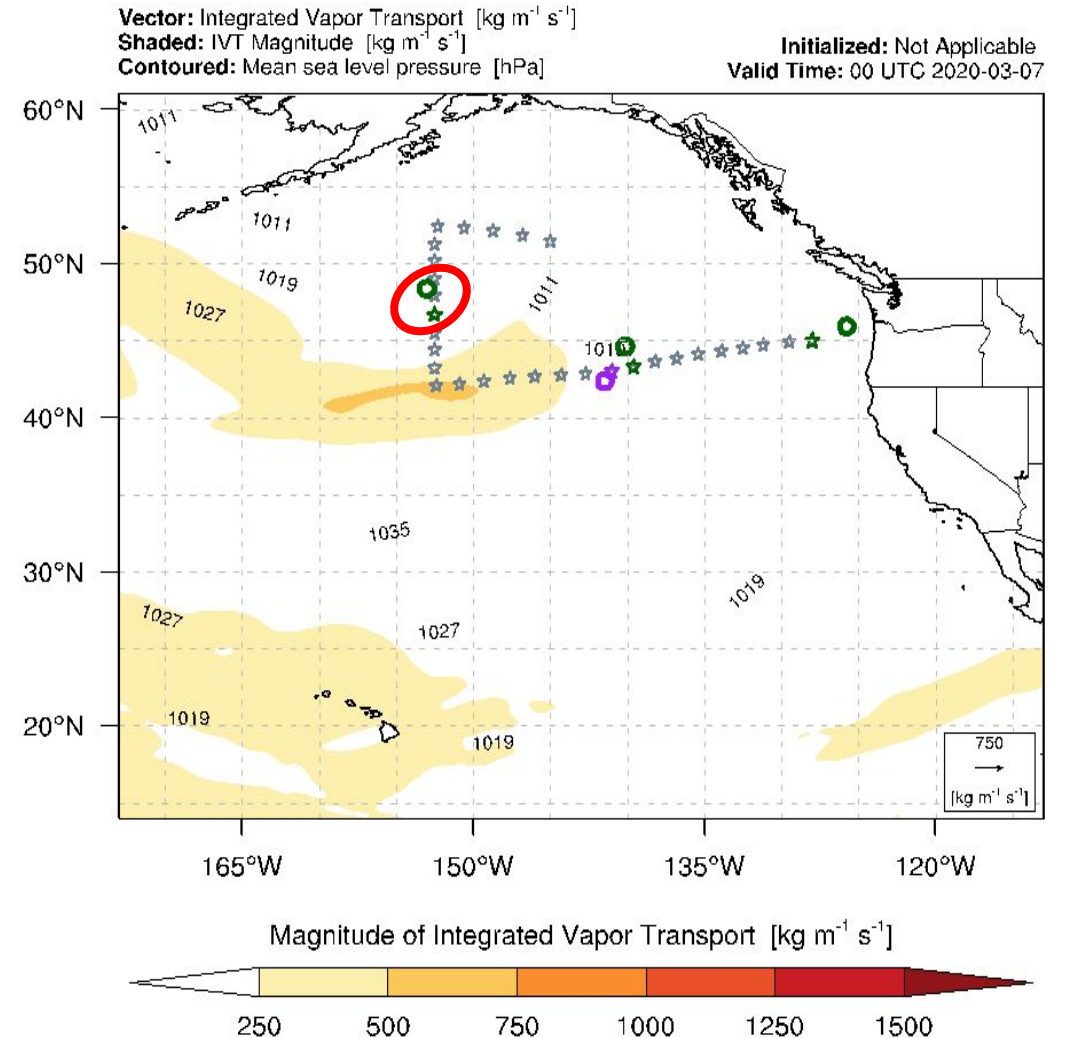 Vector: Integrated Vapor Transport [kg m⁻¹ s⁻¹]
Shaded: IVT Magnitude [kg m⁻¹ s⁻¹]
Contoured: Mean sea level pressure [hPa]
Initialized: Not Applicable
Valid Time: 00 UTC 2020-03-07
60°N
1011
1011
50°N
1019
1011
1027
40°N
1035
30°N
1019
1027
1027
20°N
1019
1019
750
[kg m⁻¹ s⁻¹]
165°W 150°W 135°W 120°W
Magnitude of Integrated Vapor Transport [kg m⁻¹ s⁻¹]
250 500 750 1000 1250 1500